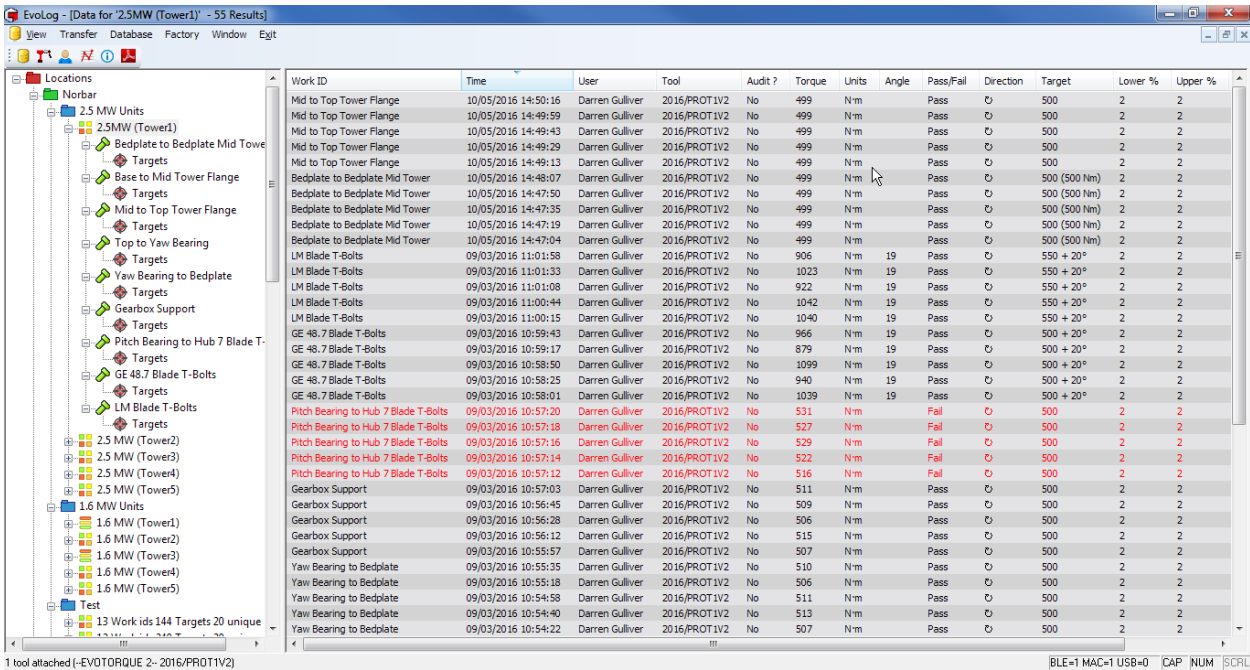 EvoLog - [Data for '2.5MW (Tower1)' - 55 Results]
View Transfer Database Factory Window Exit
Locations
Norbar
2.5 MW Units
2.5MW (Tower1)
Bedplate to Bedplate Mid Towe
Targets
Base to Mid Tower Flange
Targets
Mid to Top Tower Flange
Targets
Top to Yaw Bearing
Targets
Yaw Bearing to Bedplate
Targets
Gearbox Support
Targets
Pitch Bearing to Hub 7 Blade T-
Targets
GE 48.7 Blade T-Bolts
Targets
LM Blade T-Bolts
Targets
2.5 MW (Tower2)
2.5 MW (Tower3)
2.5 MW (Tower4)
2.5 MW (Tower5)
1.6 MW Units
1.6 MW (Tower1)
1.6 MW (Tower2)
1.6 MW (Tower3)
1.6 MW (Tower4)
1.6 MW (Tower5)
Test
13 Work ids 144 Targets 20 unique
Work ID Time User Tool Audit ? Torque Units Angle Pass/Fail Direction Target Lower % Upper %
Mid to Top Tower Flange 10/05/2016 14:50:16 Darren Gulliver 2016/PROT1V2 No 499 N·m Pass ↻ 500 2 2
Mid to Top Tower Flange 10/05/2016 14:49:59 Darren Gulliver 2016/PROT1V2 No 499 N·m Pass ↻ 500 2 2
Mid to Top Tower Flange 10/05/2016 14:49:43 Darren Gulliver 2016/PROT1V2 No 499 N·m Pass ↻ 500 2 2
Mid to Top Tower Flange 10/05/2016 14:49:29 Darren Gulliver 2016/PROT1V2 No 499 N·m Pass ↻ 500 2 2
Mid to Top Tower Flange 10/05/2016 14:49:13 Darren Gulliver 2016/PROT1V2 No 499 N·m Pass ↻ 500 2 2
Bedplate to Bedplate Mid Tower 10/05/2016 14:48:07 Darren Gulliver 2016/PROT1V2 No 499 N·m Pass ↻ 500 (500 Nm) 2 2
Bedplate to Bedplate Mid Tower 10/05/2016 14:47:50 Darren Gulliver 2016/PROT1V2 No 499 N·m Pass ↻ 500 (500 Nm) 2 2
Bedplate to Bedplate Mid Tower 10/05/2016 14:47:35 Darren Gulliver 2016/PROT1V2 No 499 N·m Pass ↻ 500 (500 Nm) 2 2
Bedplate to Bedplate Mid Tower 10/05/2016 14:47:19 Darren Gulliver 2016/PROT1V2 No 499 N·m Pass ↻ 500 (500 Nm) 2 2
Bedplate to Bedplate Mid Tower 10/05/2016 14:47:04 Darren Gulliver 2016/PROT1V2 No 499 N·m Pass ↻ 500 (500 Nm) 2 2
LM Blade T-Bolts 09/03/2016 11:01:58 Darren Gulliver 2016/PROT1V2 No 906 N·m 19 Pass ↻ 550 + 20° 2 2
LM Blade T-Bolts 09/03/2016 11:01:33 Darren Gulliver 2016/PROT1V2 No 1023 N·m 19 Pass ↻ 550 + 20° 2 2
LM Blade T-Bolts 09/03/2016 11:01:08 Darren Gulliver 2016/PROT1V2 No 922 N·m 19 Pass ↻ 550 + 20° 2 2
LM Blade T-Bolts 09/03/2016 11:00:44 Darren Gulliver 2016/PROT1V2 No 1042 N·m 19 Pass ↻ 550 + 20° 2 2
LM Blade T-Bolts 09/03/2016 11:00:15 Darren Gulliver 2016/PROT1V2 No 1040 N·m 19 Pass ↻ 550 + 20° 2 2
GE 48.7 Blade T-Bolts 09/03/2016 10:59:43 Darren Gulliver 2016/PROT1V2 No 966 N·m 19 Pass ↻ 500 + 20° 2 2
GE 48.7 Blade T-Bolts 09/03/2016 10:59:17 Darren Gulliver 2016/PROT1V2 No 879 N·m 19 Pass ↻ 500 + 20° 2 2
GE 48.7 Blade T-Bolts 09/03/2016 10:58:50 Darren Gulliver 2016/PROT1V2 No 1099 N·m 19 Pass ↻ 500 + 20° 2 2
GE 48.7 Blade T-Bolts 09/03/2016 10:58:25 Darren Gulliver 2016/PROT1V2 No 940 N·m 19 Pass ↻ 500 + 20° 2 2
GE 48.7 Blade T-Bolts 09/03/2016 10:58:01 Darren Gulliver 2016/PROT1V2 No 1039 N·m 19 Pass ↻ 500 + 20° 2 2
Pitch Bearing to Hub 7 Blade T-Bolts 09/03/2016 10:57:20 Darren Gulliver 2016/PROT1V2 No 531 N·m Fail ↻ 500 2 2
Pitch Bearing to Hub 7 Blade T-Bolts 09/03/2016 10:57:18 Darren Gulliver 2016/PROT1V2 No 527 N·m Fail ↻ 500 2 2
Pitch Bearing to Hub 7 Blade T-Bolts 09/03/2016 10:57:16 Darren Gulliver 2016/PROT1V2 No 529 N·m Fail ↻ 500 2 2
Pitch Bearing to Hub 7 Blade T-Bolts 09/03/2016 10:57:14 Darren Gulliver 2016/PROT1V2 No 522 N·m Fail ↻ 500 2 2
Pitch Bearing to Hub 7 Blade T-Bolts 09/03/2016 10:57:12 Darren Gulliver 2016/PROT1V2 No 516 N·m Fail ↻ 500 2 2
Gearbox Support 09/03/2016 10:57:03 Darren Gulliver 2016/PROT1V2 No 511 N·m Pass ↻ 500 2 2
Gearbox Support 09/03/2016 10:56:45 Darren Gulliver 2016/PROT1V2 No 509 N·m Pass ↻ 500 2 2
Gearbox Support 09/03/2016 10:56:28 Darren Gulliver 2016/PROT1V2 No 506 N·m Pass ↻ 500 2 2
Gearbox Support 09/03/2016 10:56:12 Darren Gulliver 2016/PROT1V2 No 515 N·m Pass ↻ 500 2 2
Gearbox Support 09/03/2016 10:55:57 Darren Gulliver 2016/PROT1V2 No 507 N·m Pass ↻ 500 2 2
Yaw Bearing to Bedplate 09/03/2016 10:55:35 Darren Gulliver 2016/PROT1V2 No 510 N·m Pass ↻ 500 2 2
Yaw Bearing to Bedplate 09/03/2016 10:55:18 Darren Gulliver 2016/PROT1V2 No 506 N·m Pass ↻ 500 2 2
Yaw Bearing to Bedplate 09/03/2016 10:54:58 Darren Gulliver 2016/PROT1V2 No 511 N·m Pass ↻ 500 2 2
Yaw Bearing to Bedplate 09/03/2016 10:54:40 Darren Gulliver 2016/PROT1V2 No 513 N·m Pass ↻ 500 2 2
Yaw Bearing to Bedplate 09/03/2016 10:54:22 Darren Gulliver 2016/PROT1V2 No 507 N·m Pass ↻ 500 2 2
1 tool attached (--EVOTORQUE 2-- 2016/PROT1V2)
BLE=1 MAC=1 USB=0 CAP NUM SCRL